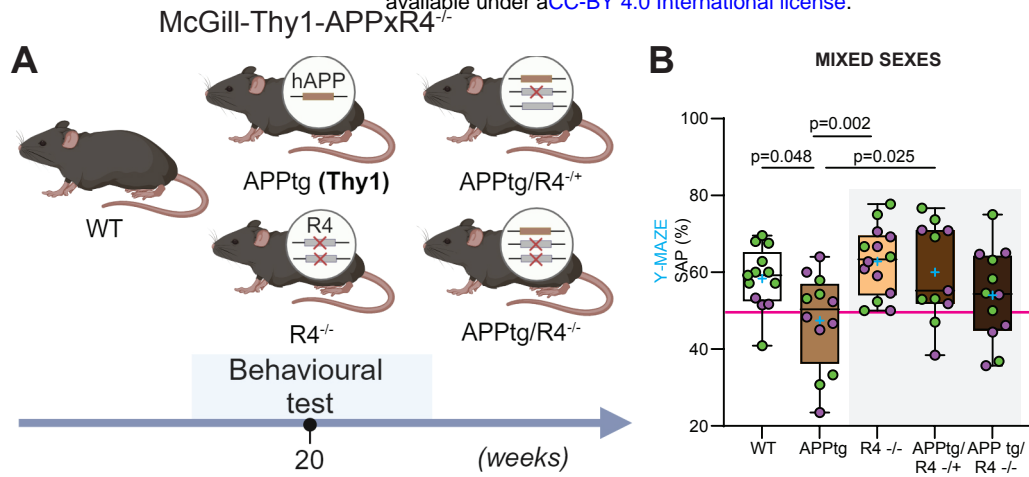 available under aCC-BY 4.0 International license.
McGill-Thy1-APPxR4-/-
A
hAPP
WT
APPtg (Thy1)
APPtg/R4-/+
R4
R4-/-
APPtg/R4-/-
Behavioural
test
20
(weeks)
B
MIXED SEXES
Y-MAZE
SAP (%)
100
80
60
40
20
p=0.002
p=0.048
p=0.025
WT
APPtg
R4 -/-
APPtg/
R4 -/+
APP tg/
R4 -/-